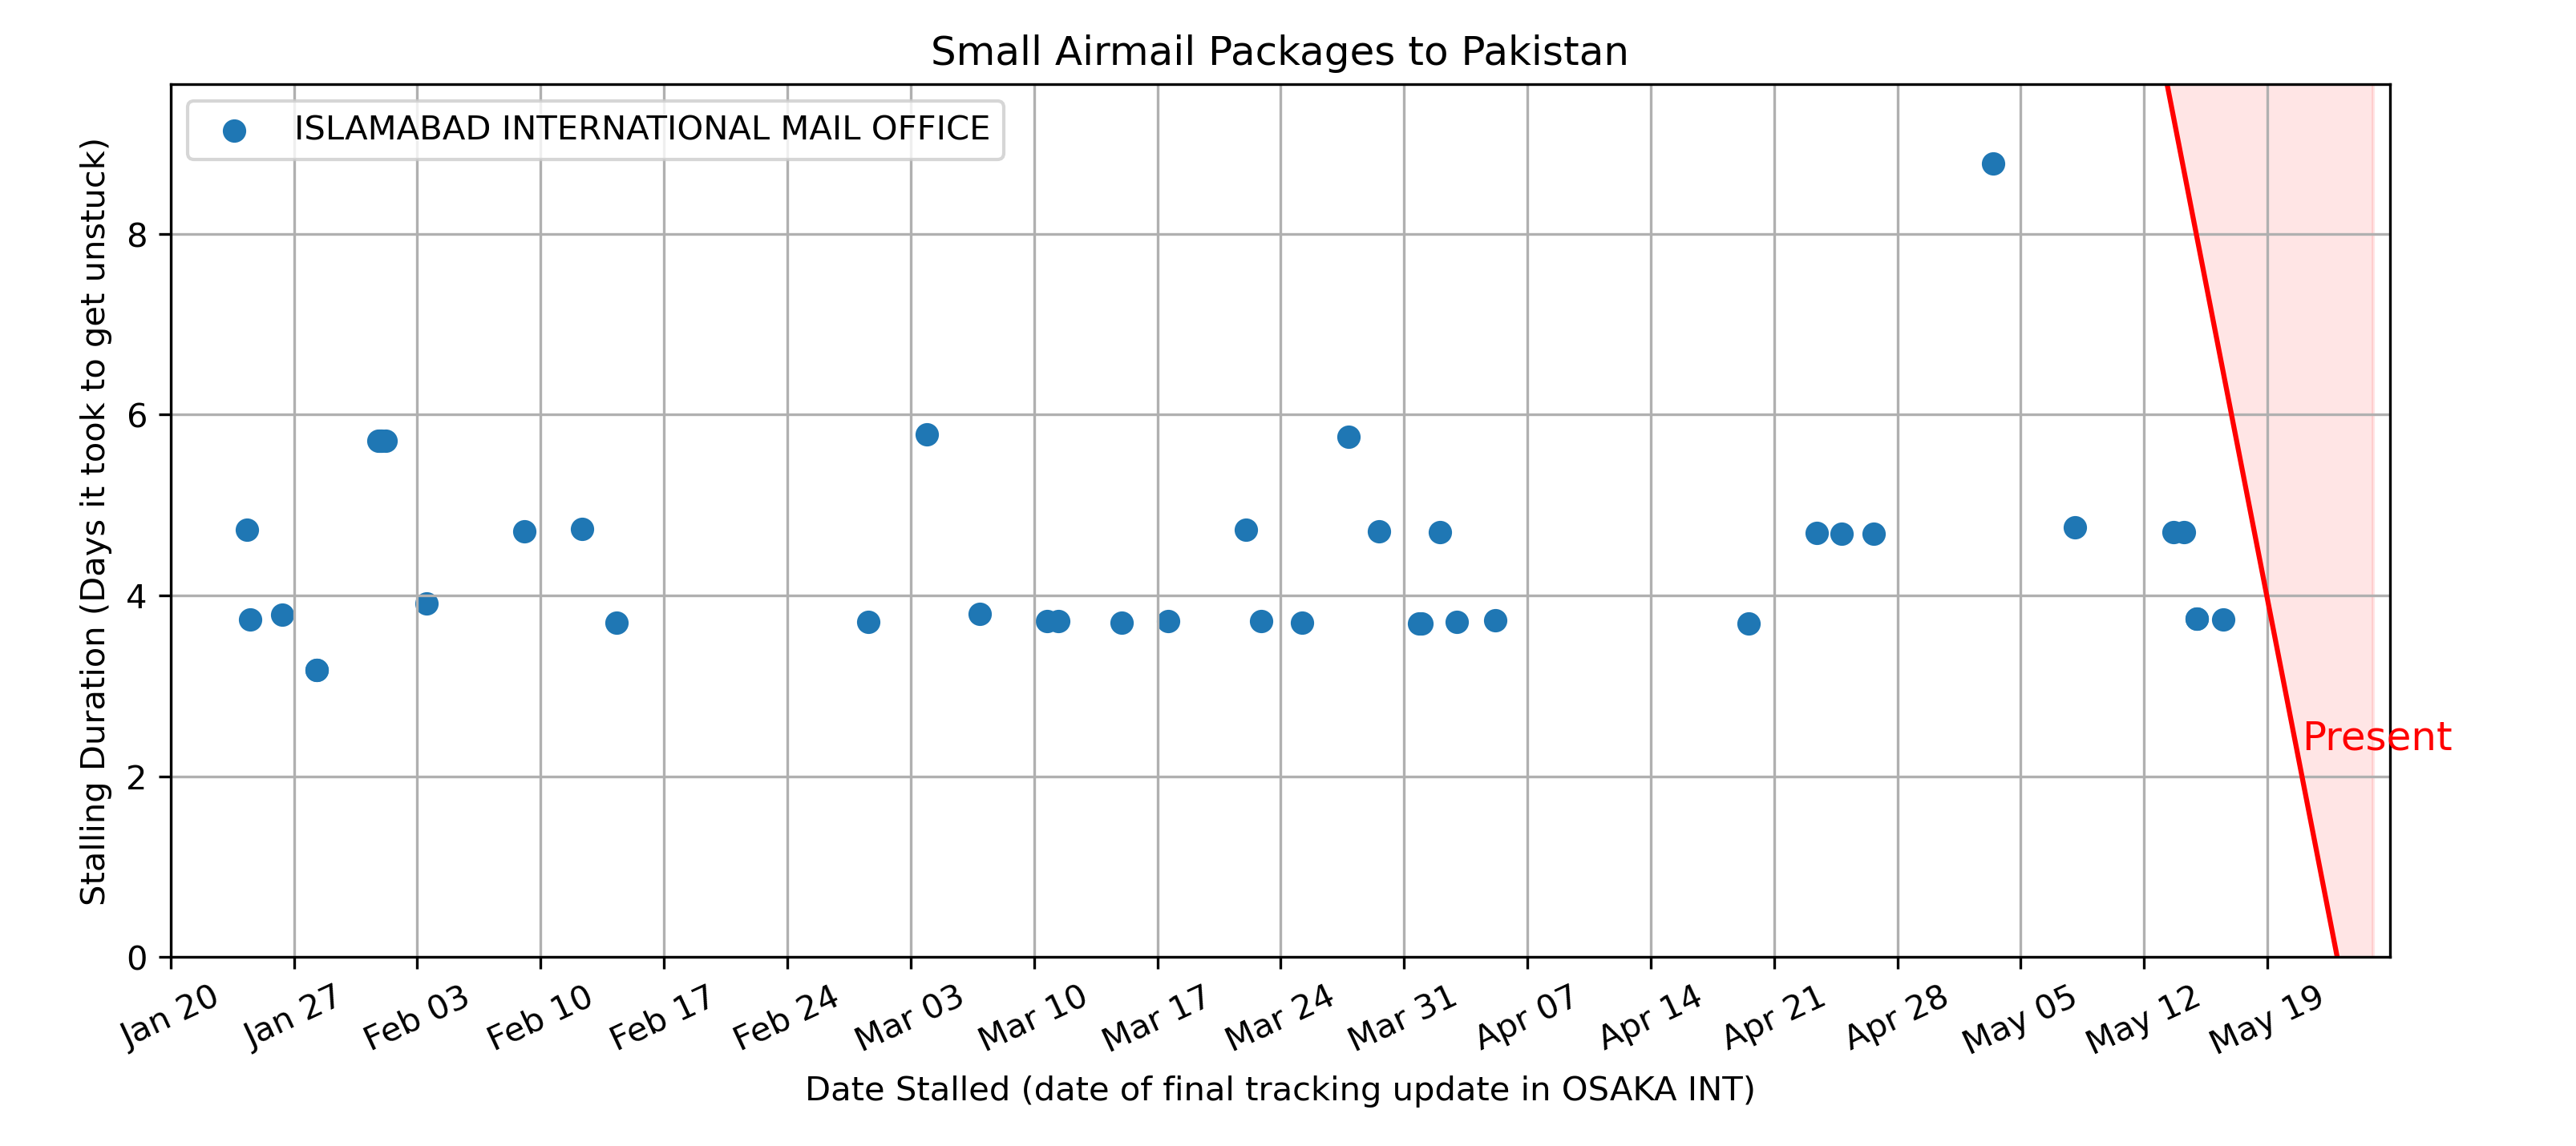 Small Airmail Packages to Pakistan
ISLAMABAD INTERNATIONAL MAIL OFFICE
Stalling Duration (Days it took to get unstuck)
8
6
4
2
0
Present
Jan 20
Jan 27
Feb 03
Feb 10
Feb 17
Feb 24
Mar 03
Mar 10
Mar 17
Mar 24
Mar 31
Apr 07
Apr 14
Apr 21
Apr 28
May 05
May 12
May 19
Date Stalled (date of final tracking update in OSAKA INT)